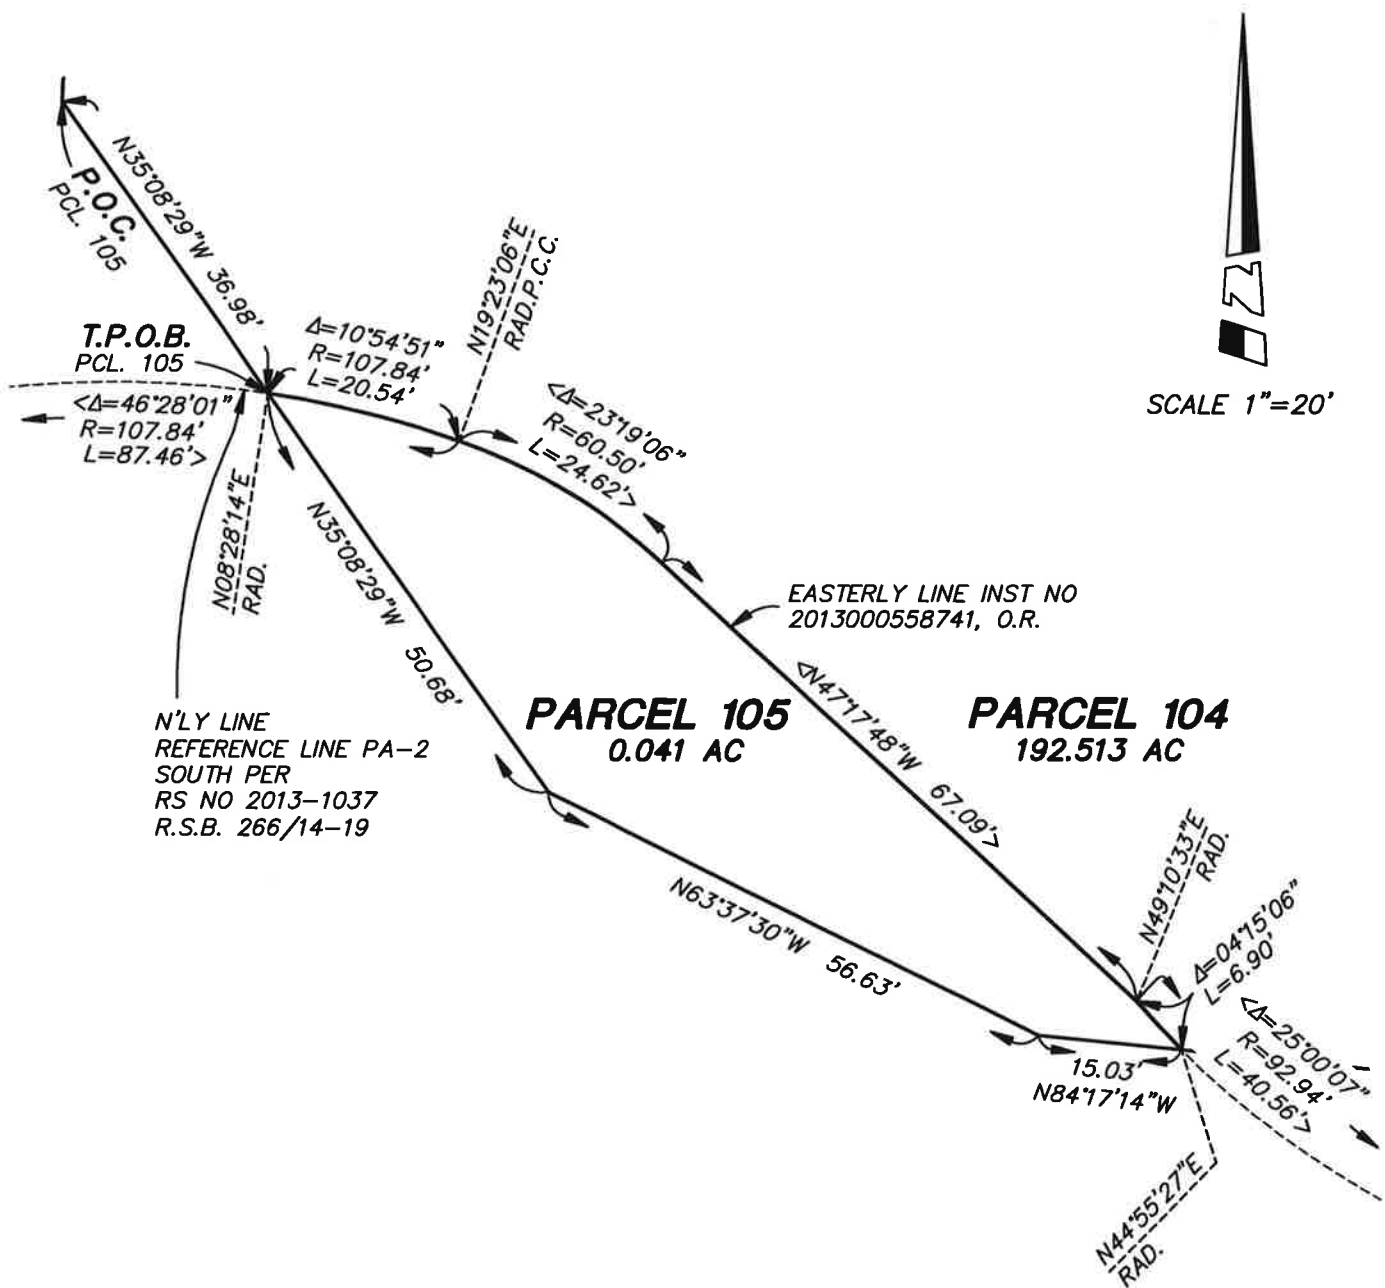 N35°08'29"W 36.98'
P.O.C.
PCL. 105
T.P.O.B.
PCL. 105
<Δ=46°28'01"
R=107.84'
L=87.46'>
Δ=10°54'51"
R=107.84'
L=20.54'
N19°23'06"E
RAD.P.C.C.
<Δ=23°19'06"
R=60.50'
L=24.62'>
SCALE 1"=20'
N08°28'14"E
RAD.
N35°08'29"W 50.68'
EASTERLY LINE INST NO
2013000558741, O.R.
N'LY LINE
REFERENCE LINE PA-2
SOUTH PER
RS NO 2013-1037
R.S.B. 266/14-19
PARCEL 105
0.041 AC
<N47°17'48"W 67.09'>
PARCEL 104
192.513 AC
N63°37'30"W 56.63'
N49°10'33"E
RAD.
Δ=04°15'06"
L=6.90'
<Δ=25°00'07"
R=92.94'
L=40.56'>
15.03'
N84°17'14"W
N44°55'27"E
RAD.